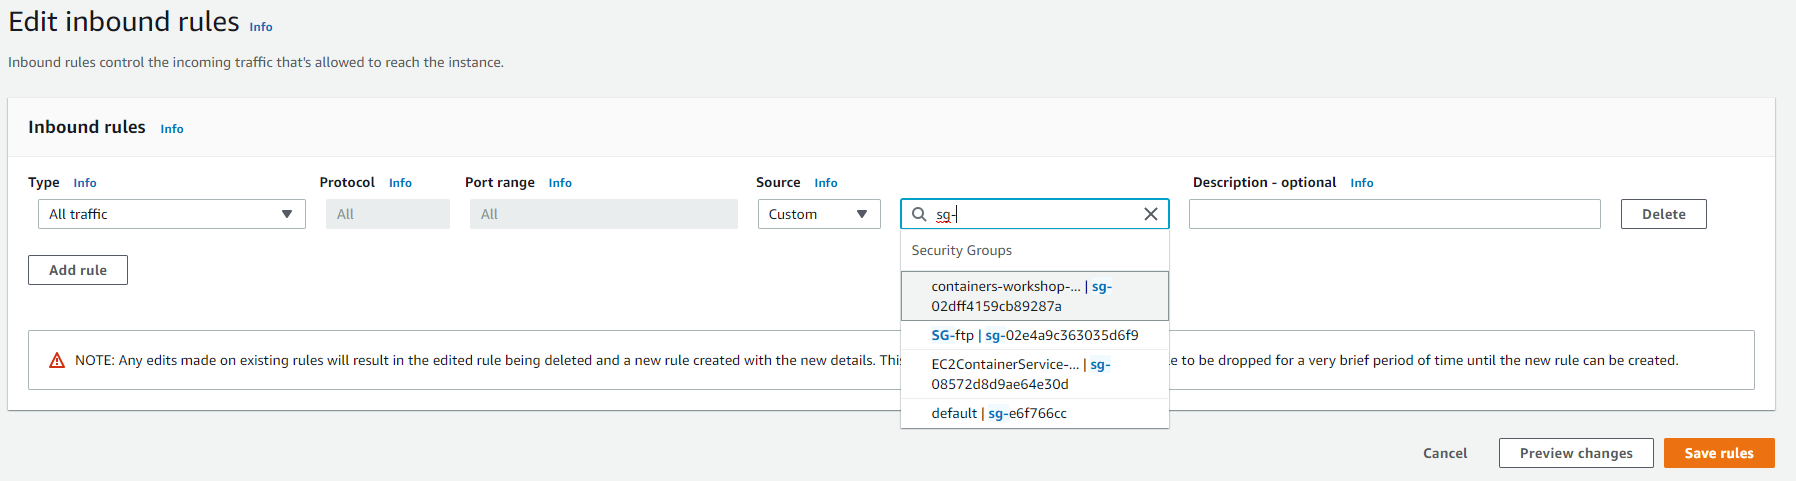 Edit inbound rules Info
Inbound rules control the incoming traffic that's allowed to reach the instance.
Inbound rules Info
Type Info Protocol Info Port range Info Source Info Description - optional Info
All traffic All All Custom sg- Delete
Security Groups
Add rule
containers-workshop-... | sg-
02dff4159cb89287a
SG-ftp | sg-02e4a9c363035d6f9
NOTE: Any edits made on existing rules will result in the edited rule being deleted and a new rule created with the new details. This to be dropped for a very brief period of time until the new rule can be created.
EC2ContainerService-... | sg-
08572d8d9ae64e30d
default | sg-e6f766cc
Cancel Preview changes Save rules